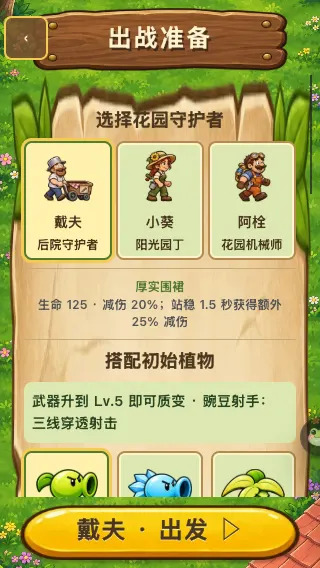 出战准备
选择花园守护者
戴夫
后院守护者
小葵
阳光园丁
阿栓
花园机械师
厚实围裙
生命 125 · 减伤 20%；站稳 1.5 秒获得额外
25% 减伤
搭配初始植物
武器升到 Lv.5 即可质变 · 豌豆射手：
三线穿透射击
戴夫 · 出发 ▷